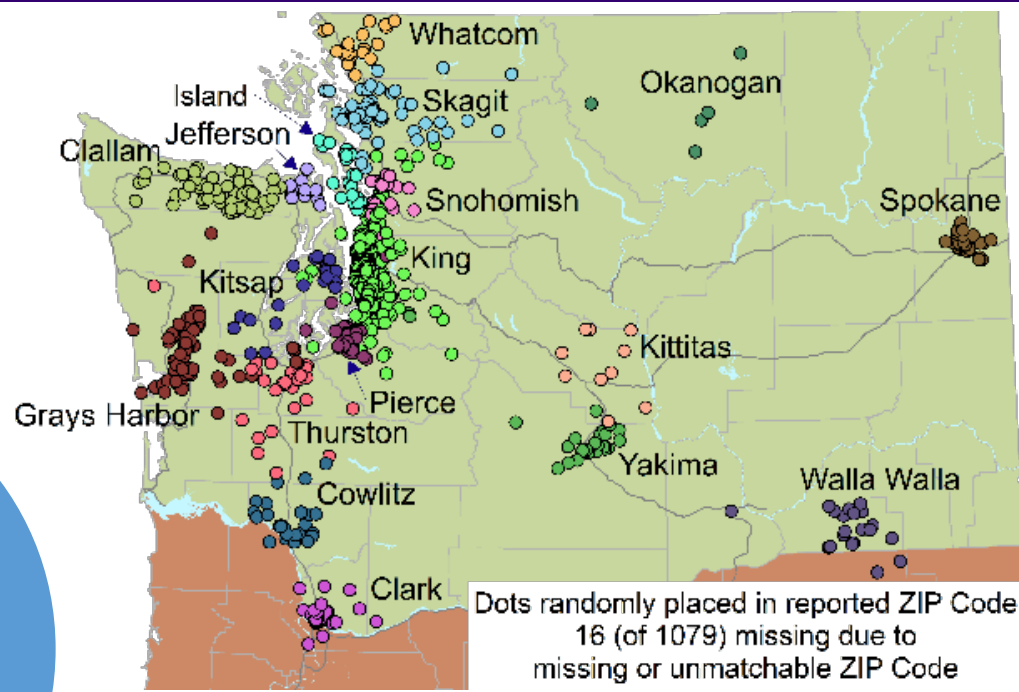 Whatcom
Okanogan
Island
Skagit
Jefferson
Clallam
Spokane
Snohomish
King
Kitsap
Kittitas
Pierce
Grays Harbor
Thurston
Yakima
Walla Walla
Cowlitz
Clark
Dots randomly placed in reported ZIP Code
16 (of 1079) missing due to
missing or unmatchable ZIP Code